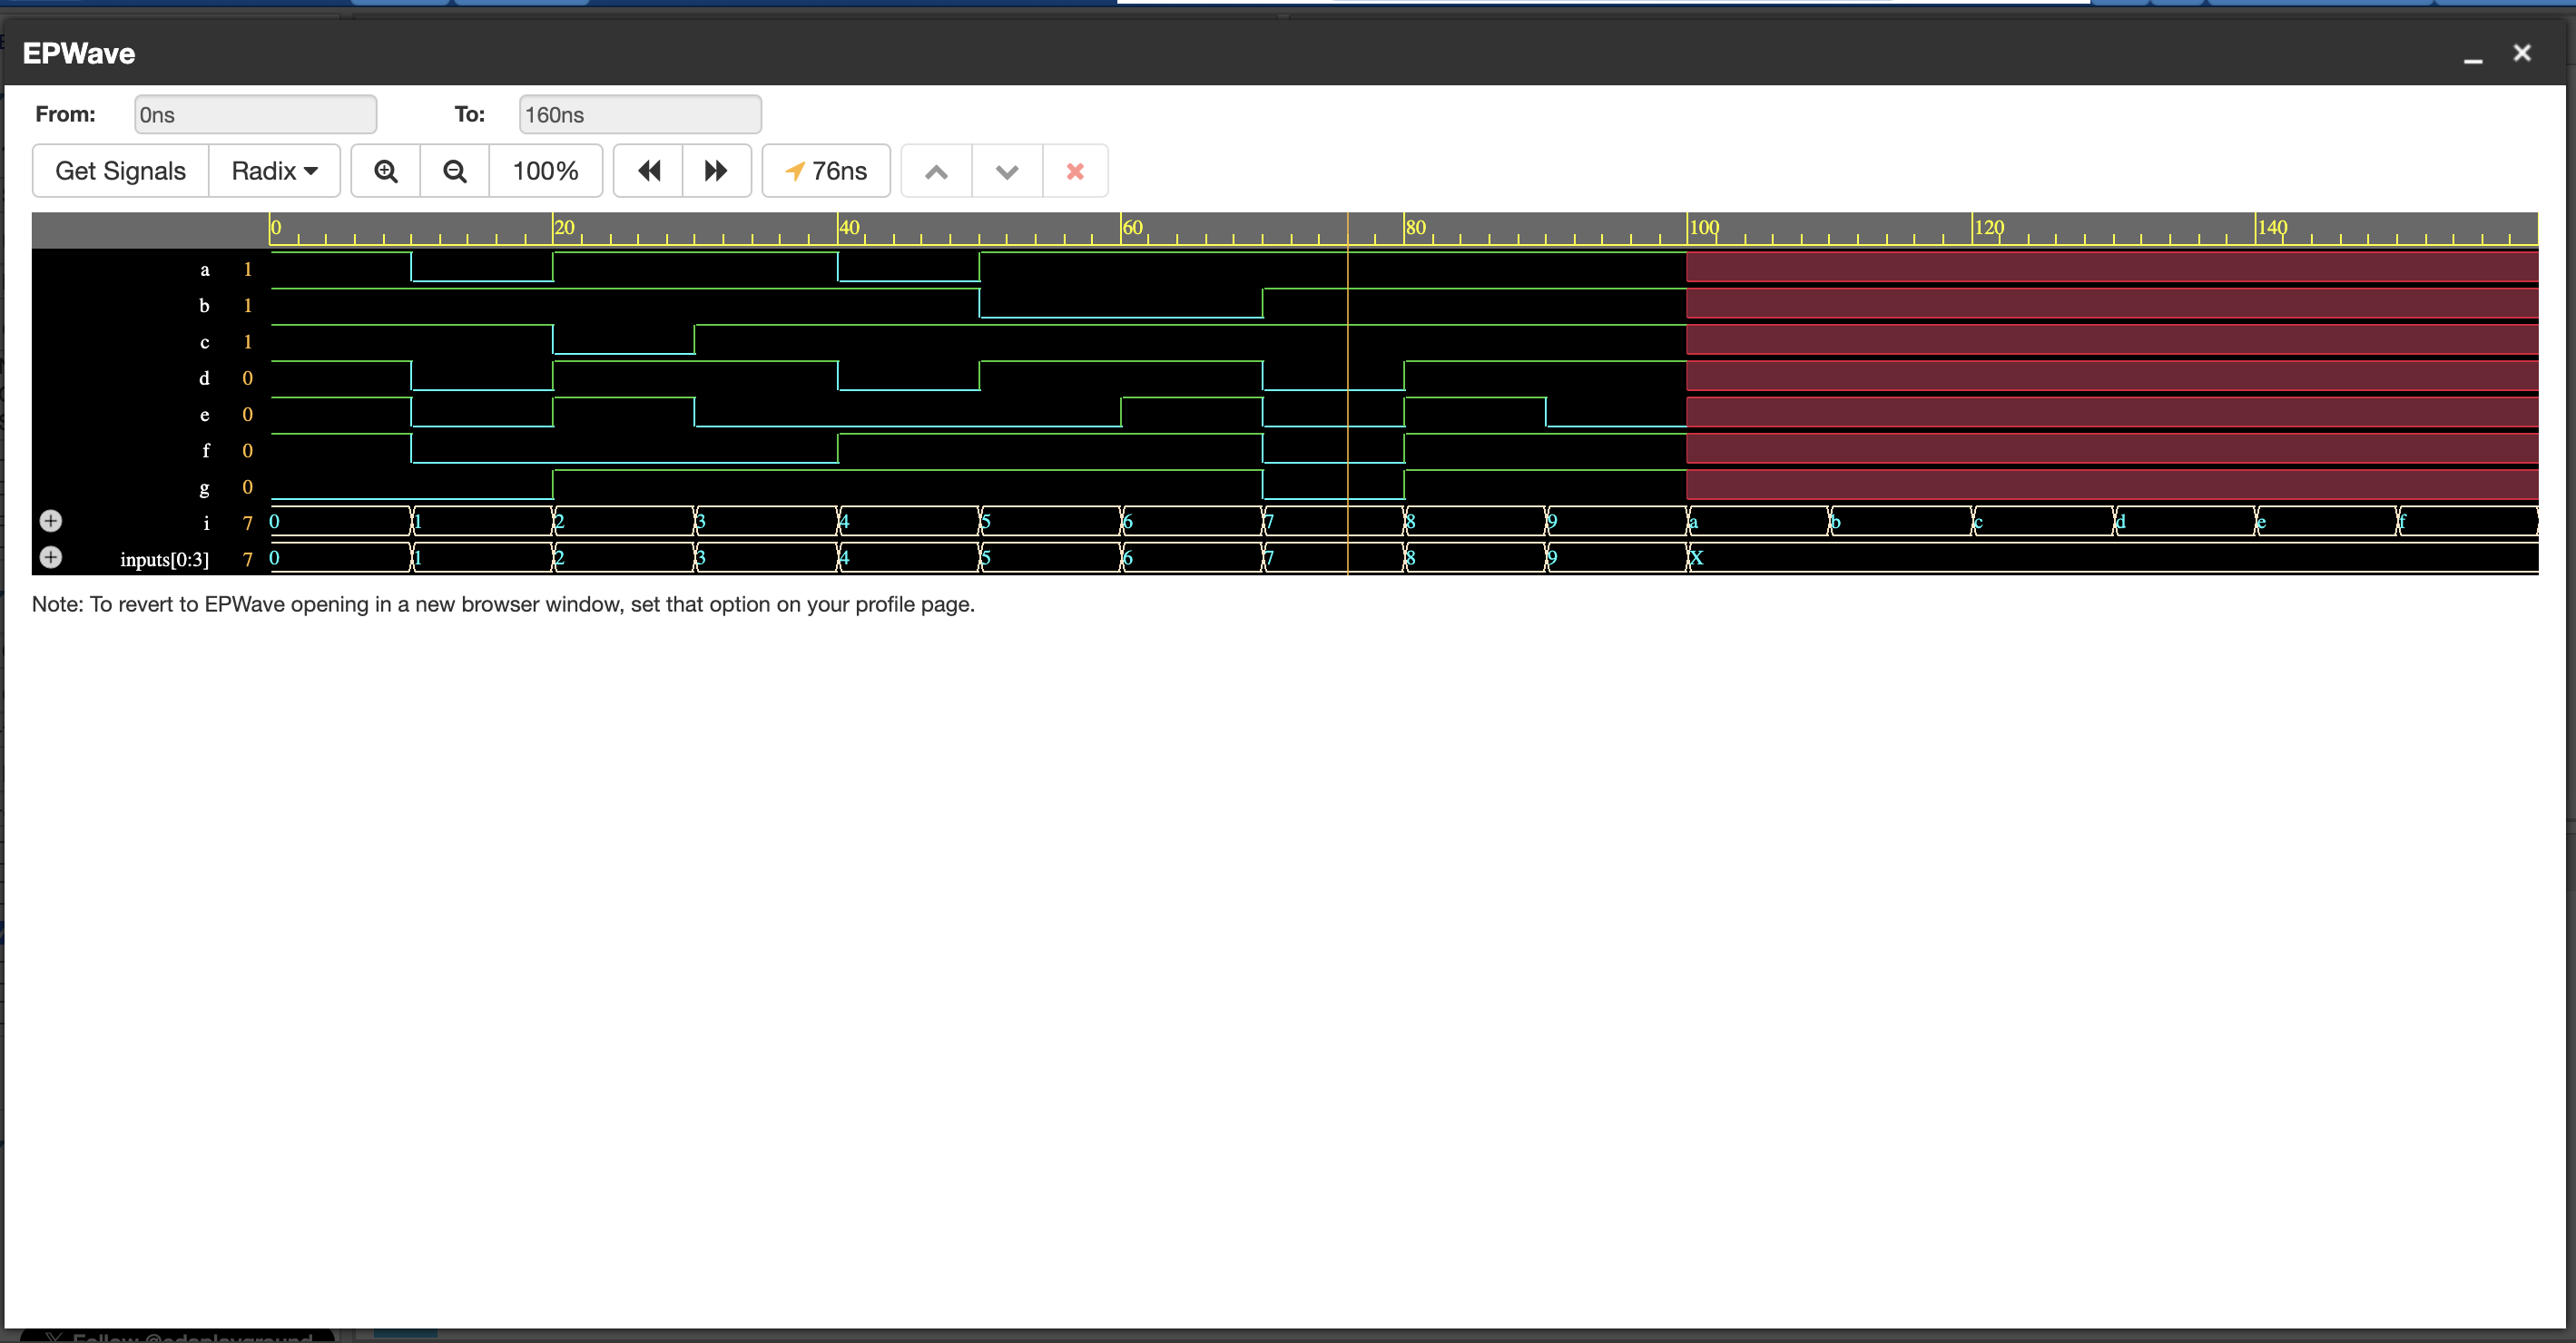 EPWave
From: 0ns To: 160ns
Get Signals Radix 100% 76ns
0 20 40 60 80 100 120 140
a 1
b 1
c 1
d 0
e 0
f 0
g 0
i 7 0 1 2 3 4 5 6 7 8 9 a b c d e f
inputs[0:3] 7 0 1 2 3 4 5 6 7 8 9 X
Note: To revert to EPWave opening in a new browser window, set that option on your profile page.
Follow @edaplayground